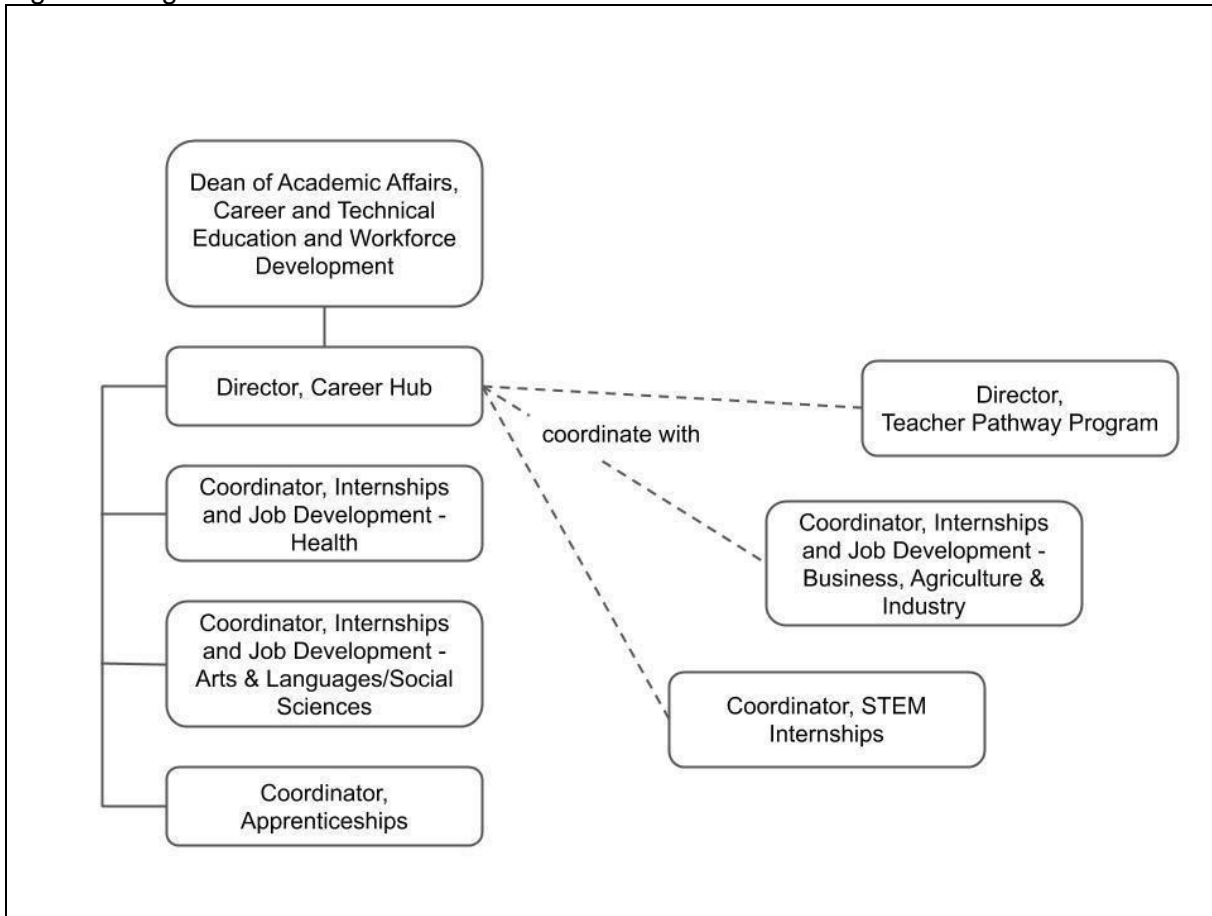 Dean of Academic Affairs,
Career and Technical
Education and Workforce
Development
Director, Career Hub
Coordinator, Internships
and Job Development -
Health
Coordinator, Internships
and Job Development -
Arts & Languages/Social
Sciences
Coordinator,
Apprenticeships
coordinate with
Director,
Teacher Pathway Program
Coordinator, Internships
and Job Development -
Business, Agriculture &
Industry
Coordinator, STEM
Internships